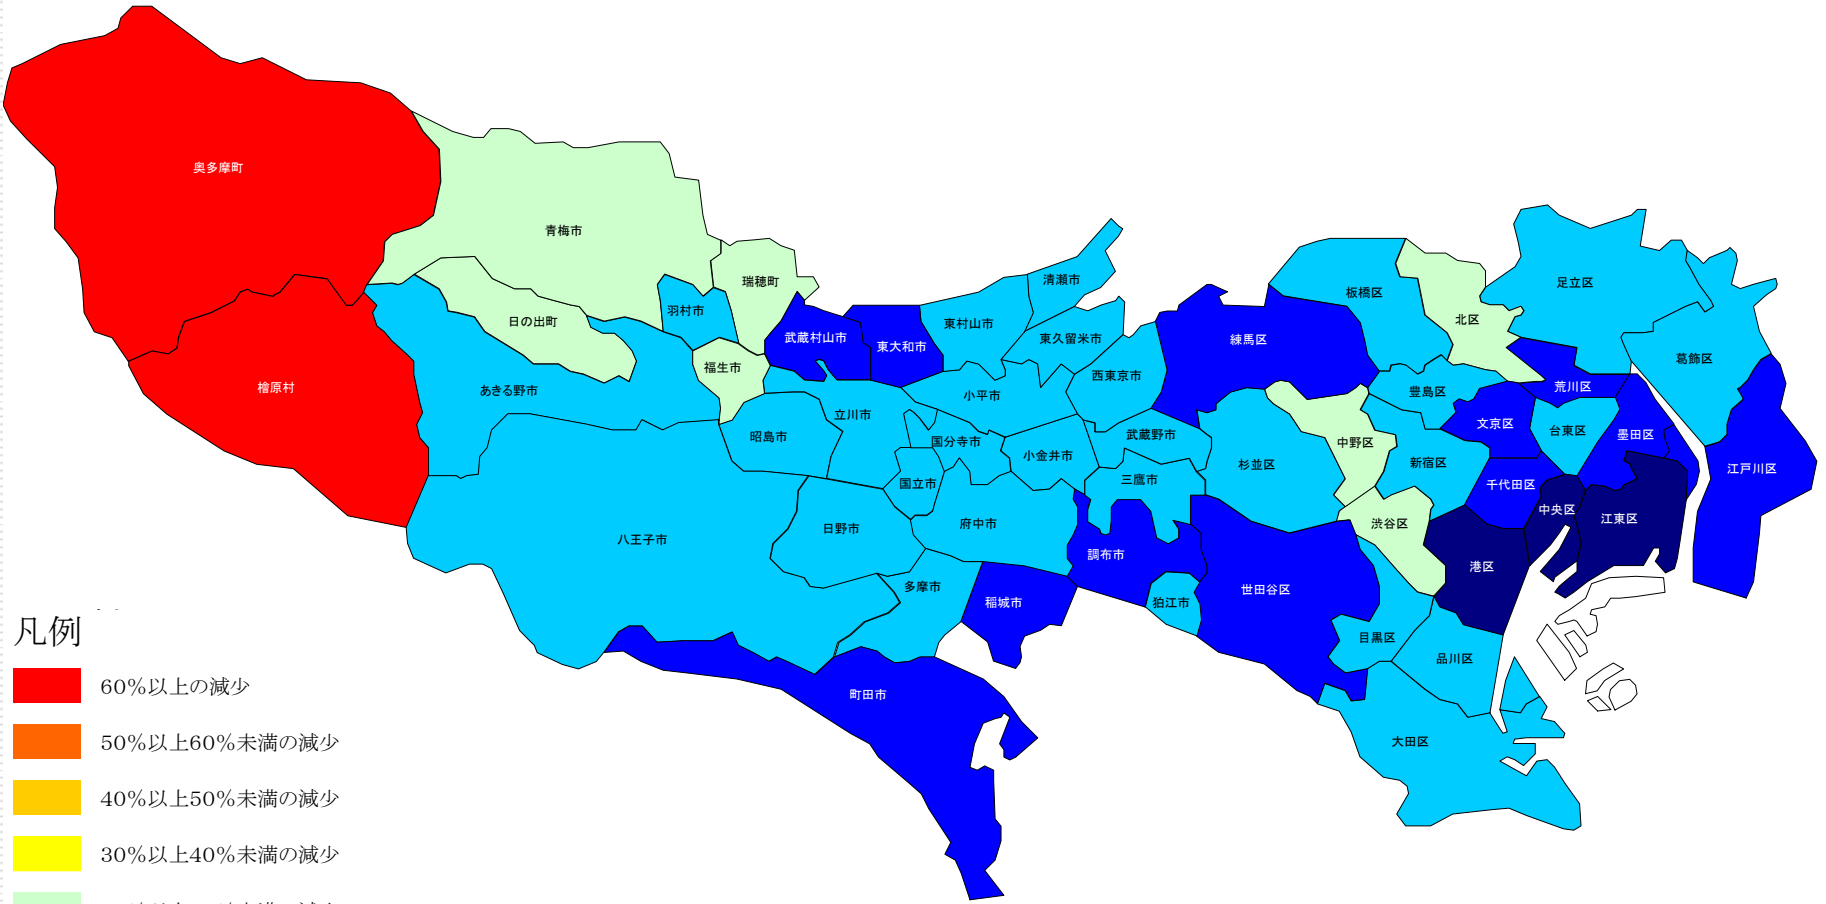 奥多摩町
青梅市
瑞穂町
清瀬市
足立区
板橋区
羽村市
日の出町
東村山市
北区
武蔵村山市
東大和市
東久留米市
練馬区
葛飾区
福生市
西東京市
檜原村
あきる野市
小平市
豊島区
荒川区
立川市
文京区
台東区
昭島市
国分寺市
武蔵野市
中野区
墨田区
小金井市
杉並区
新宿区
江戸川区
国立市
三鷹市
千代田区
中央区
江東区
日野市
府中市
渋谷区
八王子市
調布市
港区
多摩市
稲城市
狛江市
世田谷区
目黒区
品川区
町田市
大田区
凡例
60%以上の減少
50%以上60%未満の減少
40%以上50%未満の減少
30%以上40%未満の減少